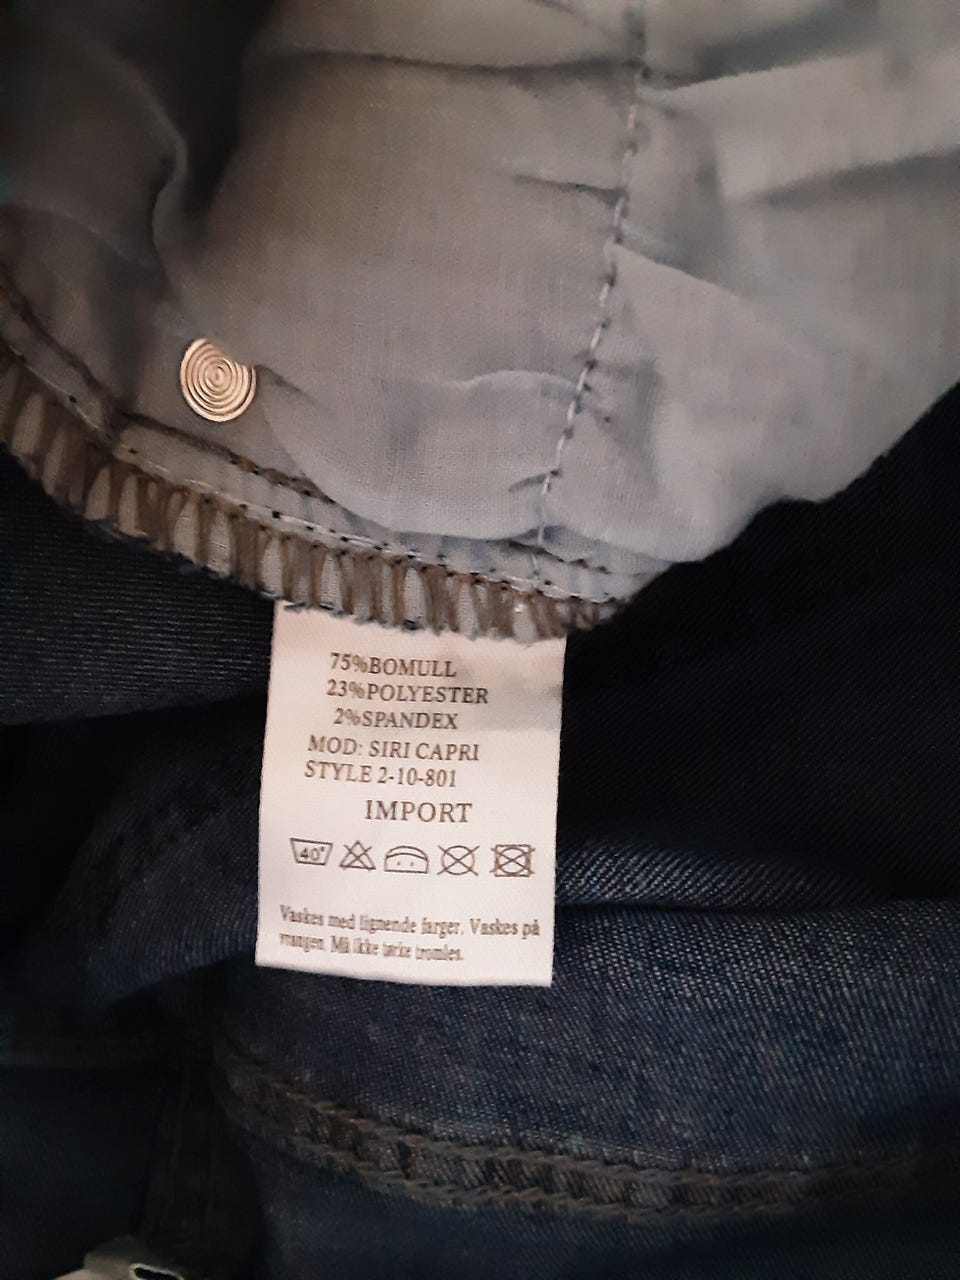 75%BOMULL
23%POLYESTER
2%SPANDEX
MOD: SIRI CAPRI
STYLE 2-10-801
IMPORT
40°
Vaskes med lignende farger. Vaskes på
vrangen. Må ikke tørke tromles.